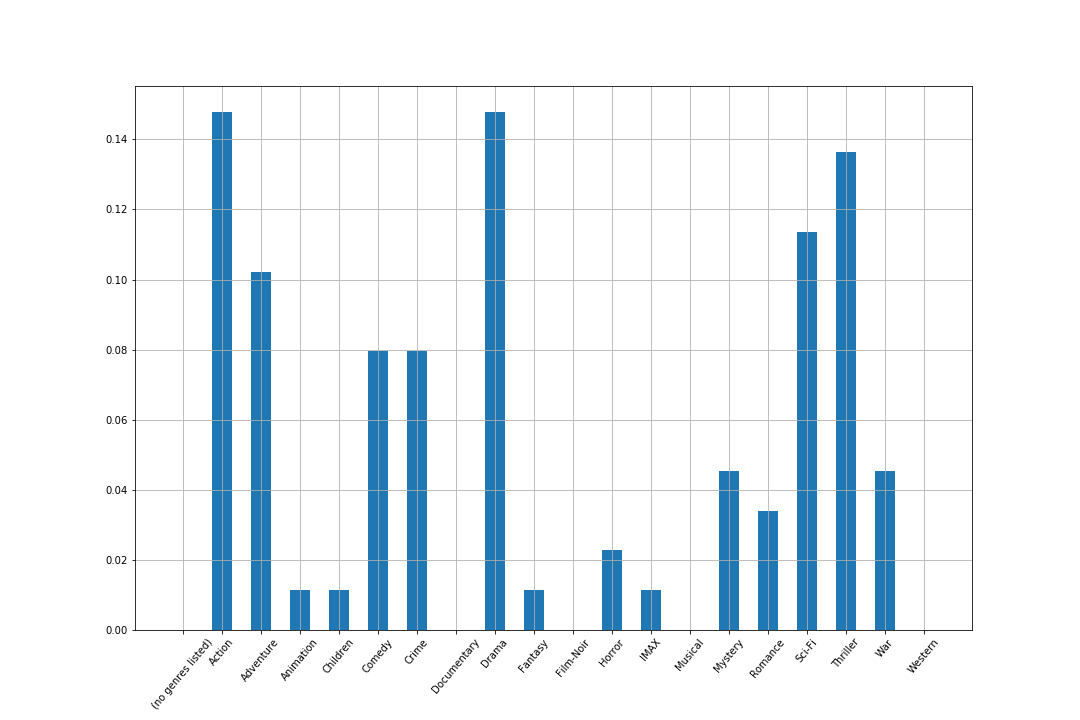 0.14
0.12
0.10
0.08
0.06
0.04
0.02
0.00
(no genres listed)
Action
Adventure
Animation
Children
Comedy
Crime
Documentary
Drama
Fantasy
Film-Noir
Horror
IMAX
Musical
Mystery
Romance
Sci-Fi
Thriller
War
Western